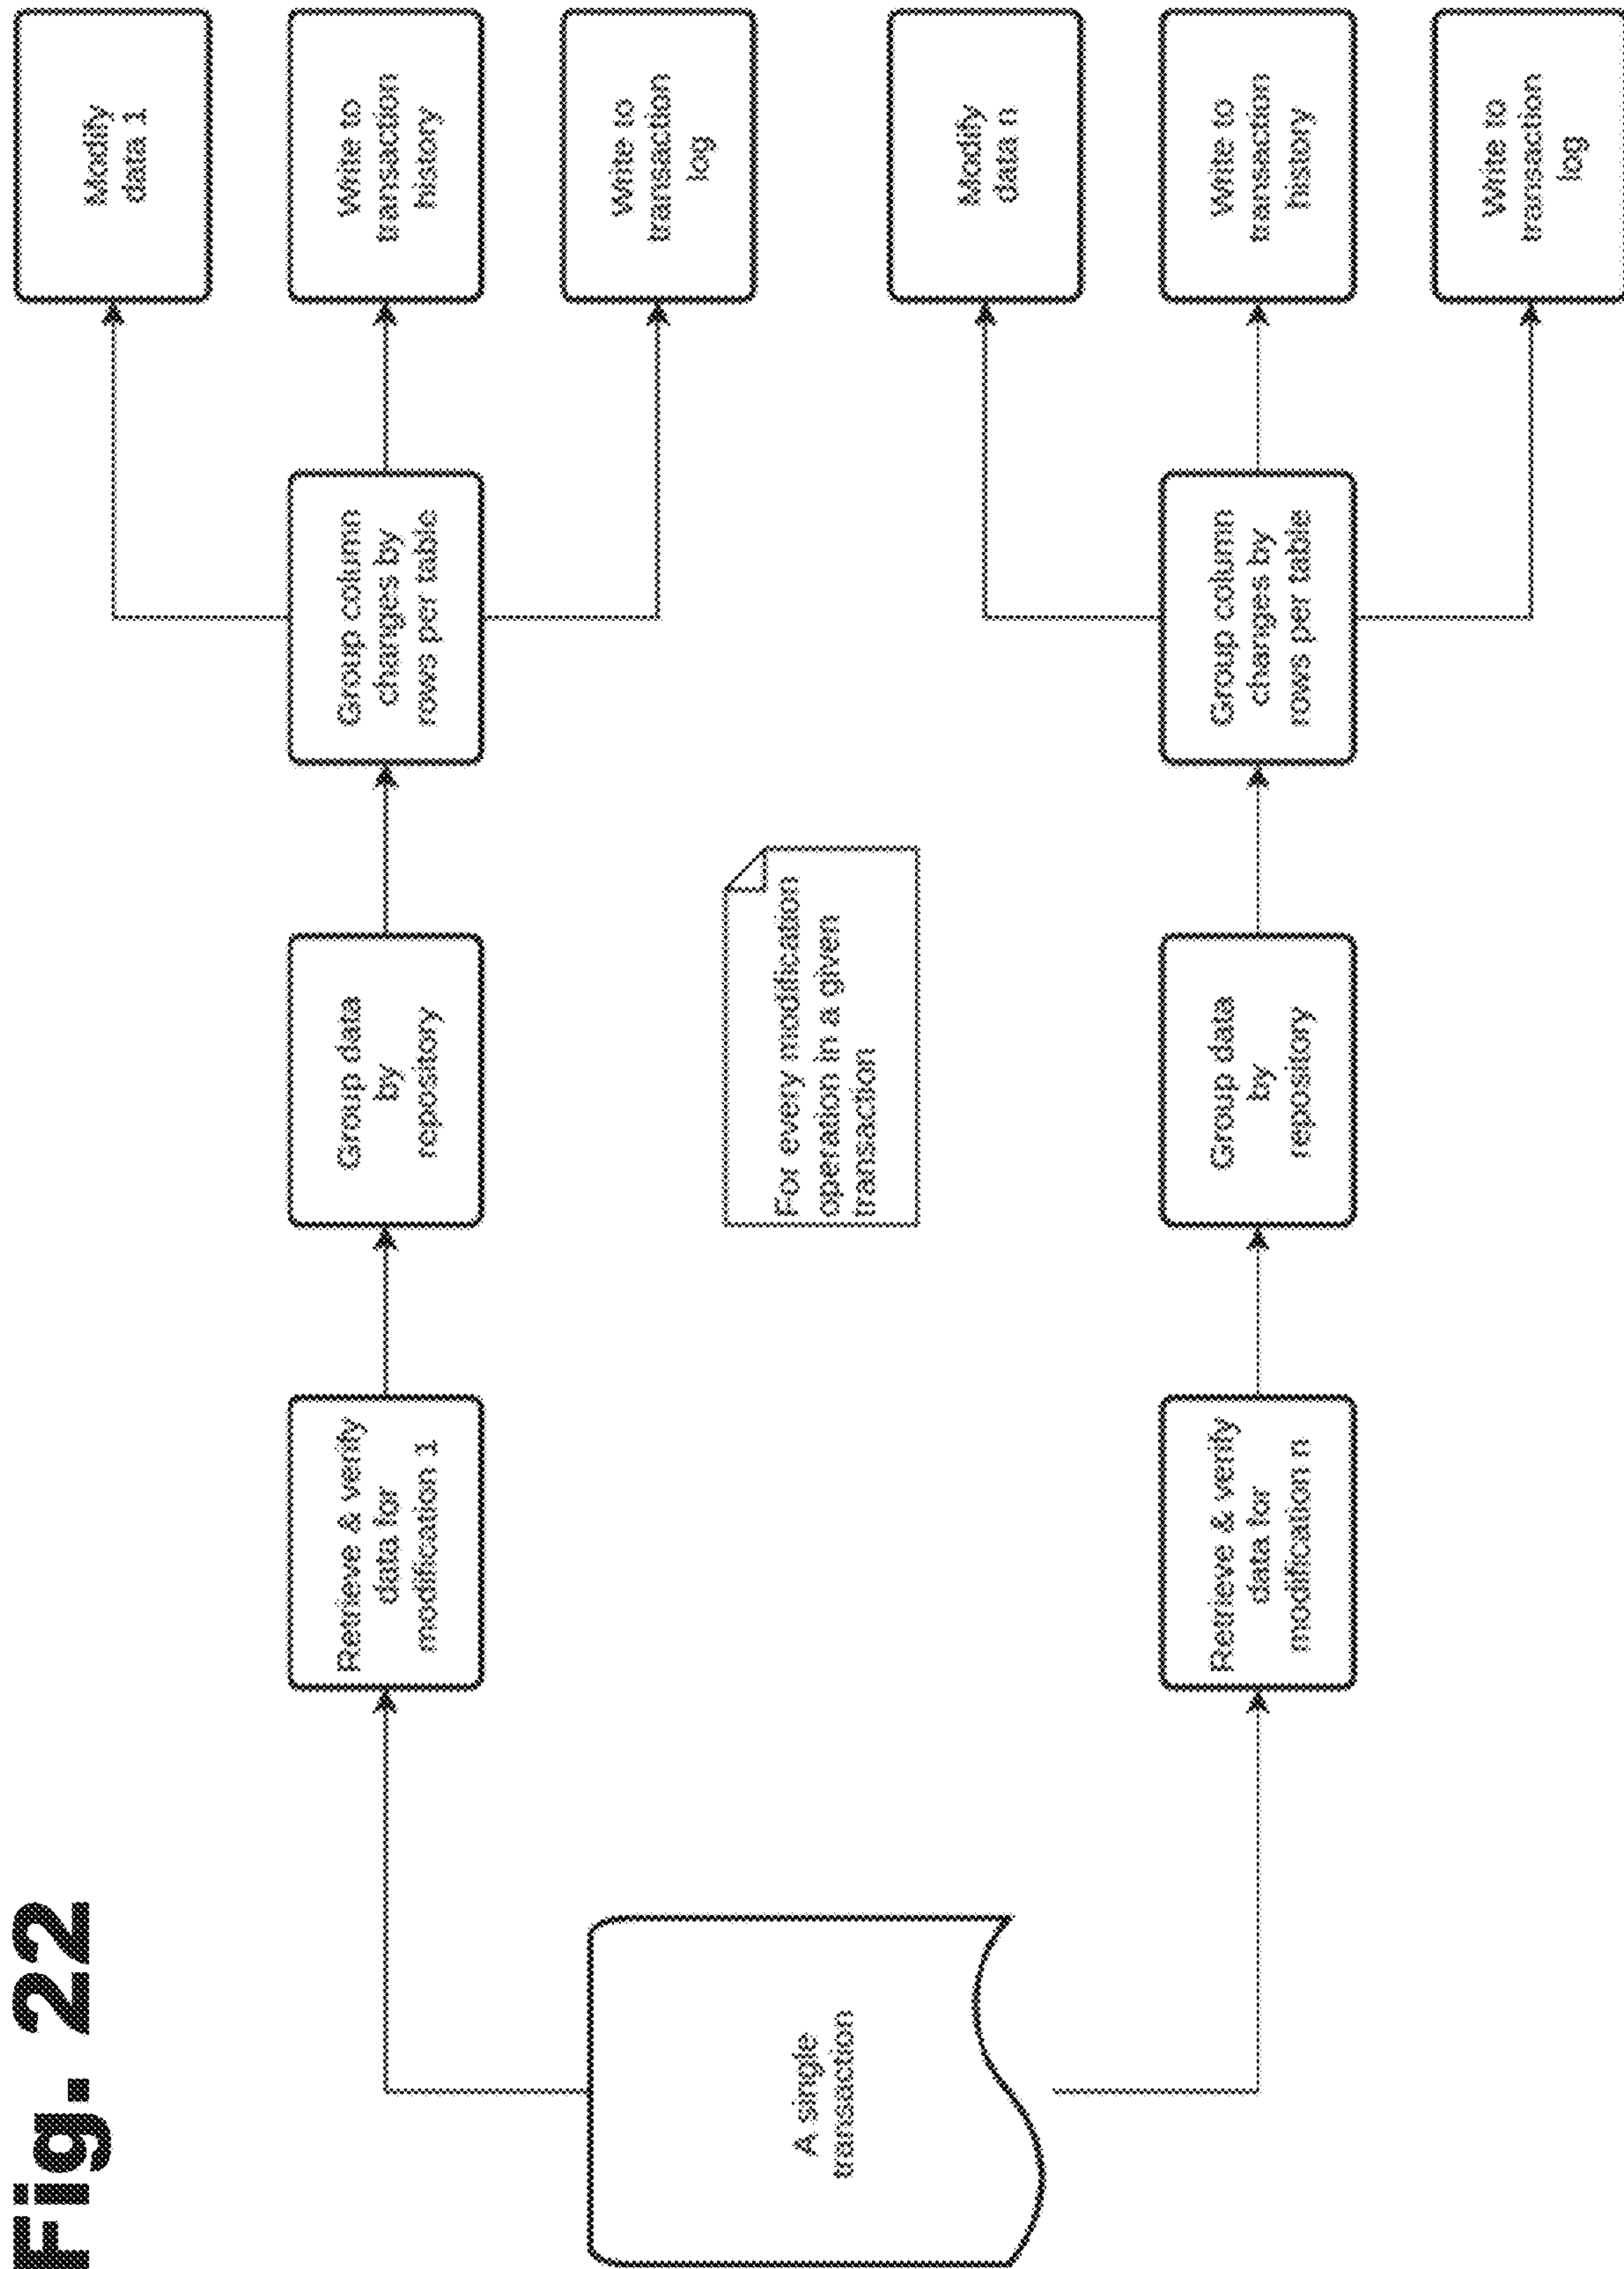 Fig. 22
A single
transaction
Retrieve & verify
data for
modification 1
Group data
by
repository
Group column
changes by
rows per table
Modify
data 1
Write to
transaction
history
Write to
transaction
log
For every modification
operation in a given
transaction
Retrieve & verify
data for
modification n
Group data
by
repository
Group column
changes by
rows per table
Modify
data n
Write to
transaction
history
Write to
transaction
log